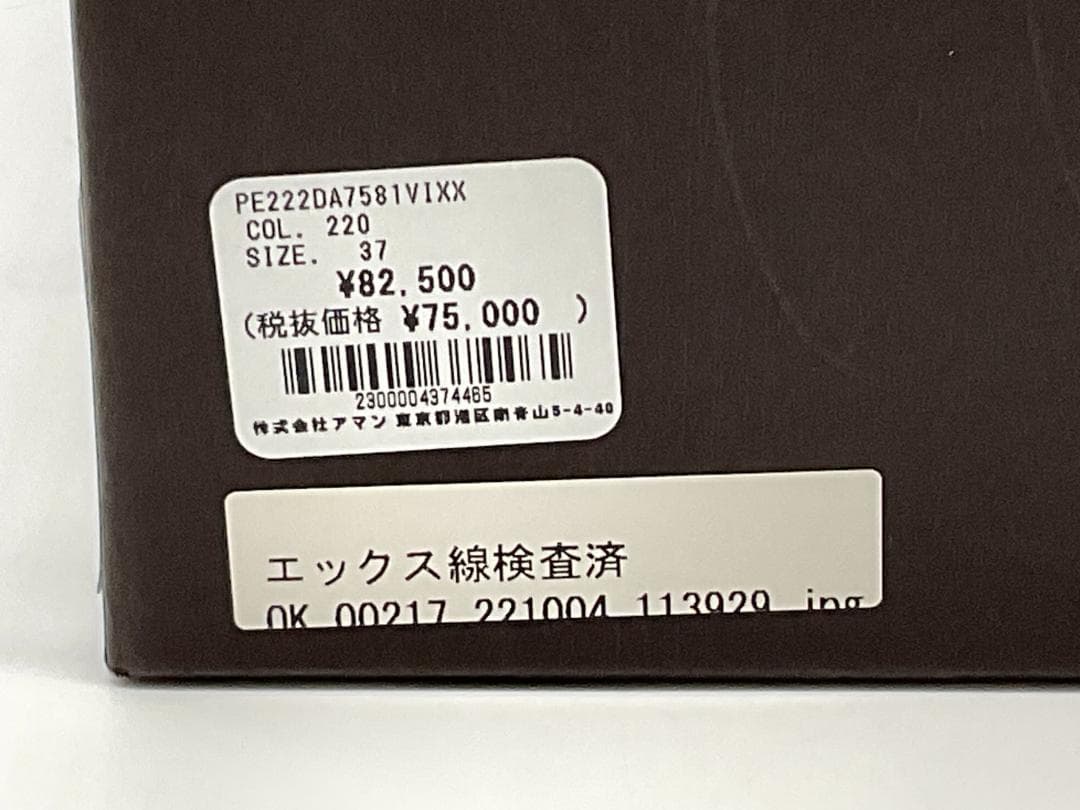 PE222DA7581VIXX
COL. 220
SIZE. 37
¥82,500
(税抜価格 ¥75,000 )
2300004374465
株式会社アマン 東京都港区南青山5-4-40
エックス線検査済
OK_00217_221004_113929_.jpg